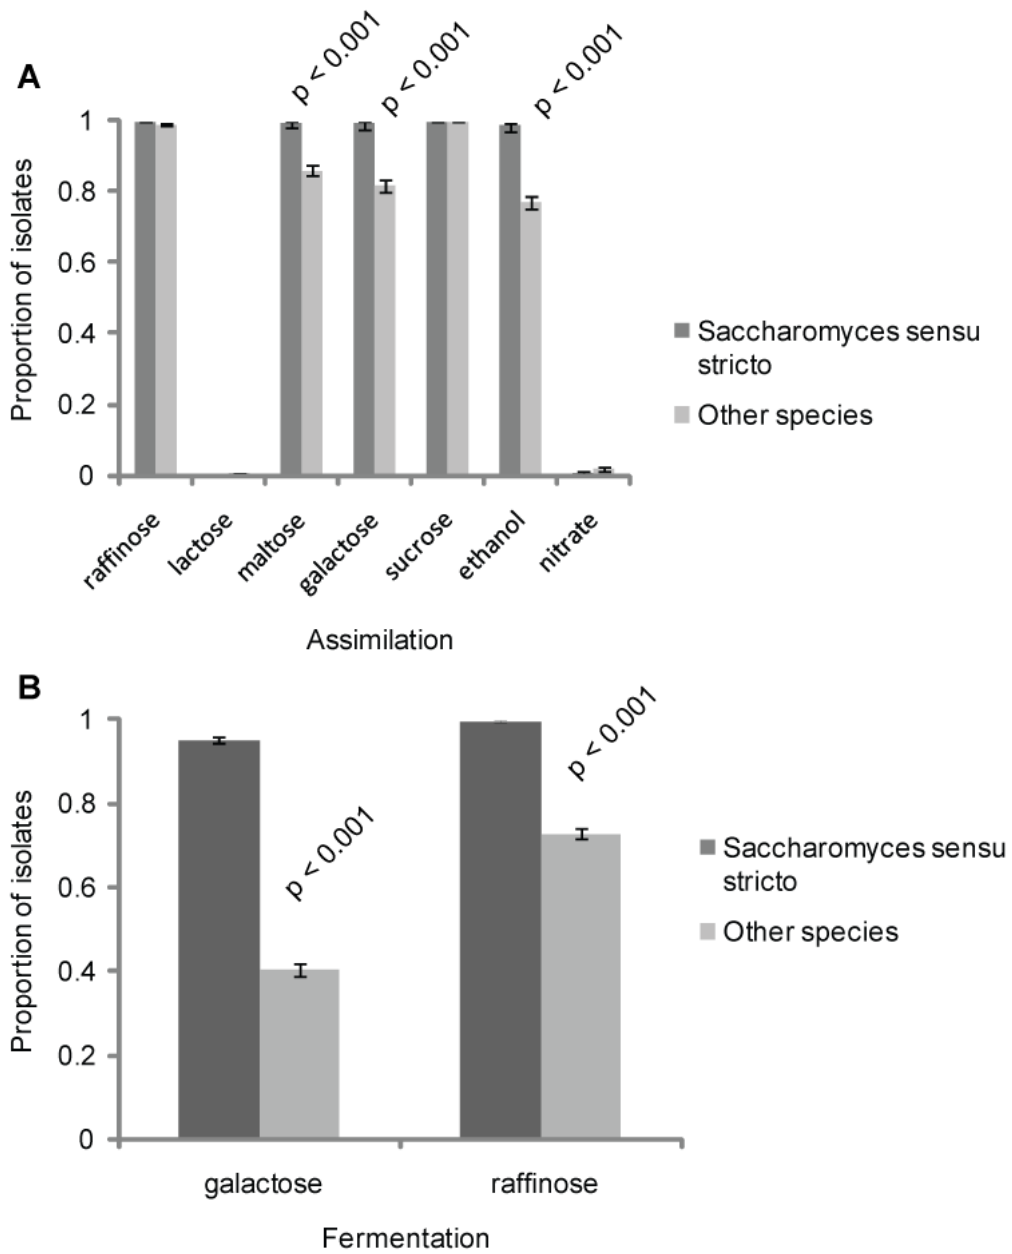 A
p < 0.001
p < 0.001
p < 0.001
Proportion of isolates
1
0.8
0.6
0.4
0.2
0
raffinose
lactose
maltose
galactose
sucrose
ethanol
nitrate
Assimilation
Saccharomyces sensu
stricto
Other species
B
p < 0.001
p < 0.001
Proportion of isolates
1
0.8
0.6
0.4
0.2
0
galactose
raffinose
Fermentation
Saccharomyces sensu
stricto
Other species